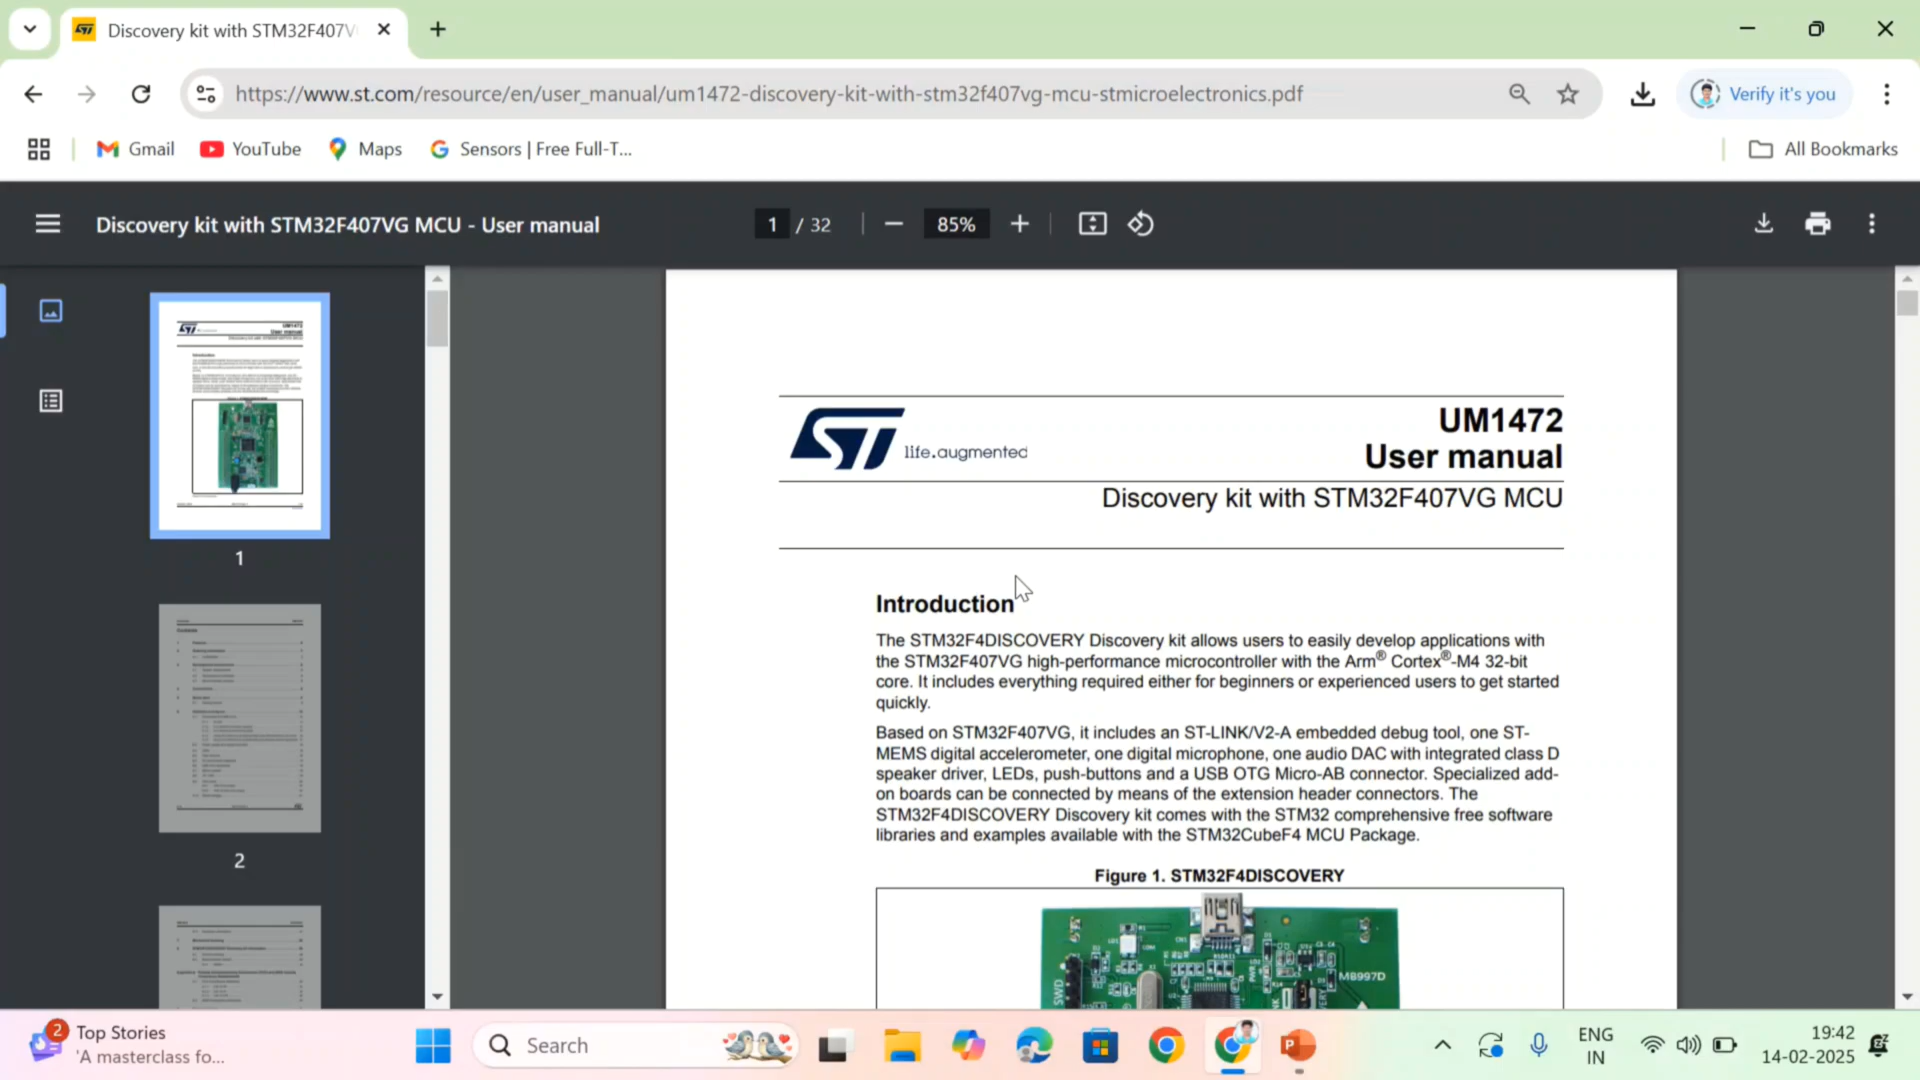 Discovery kit with STM32F407V
https://www.st.com/resource/en/user_manual/um1472-discovery-kit-with-stm32f407vg-mcu-stmicroelectronics.pdf
Verify it's you
Gmail
YouTube
Maps
Sensors | Free Full-T...
All Bookmarks
Discovery kit with STM32F407VG MCU - User manual
1 / 32
85%
1
2
ST life.augmented
UM1472
User manual
Discovery kit with STM32F407VG MCU
Introduction
The STM32F4DISCOVERY Discovery kit allows users to easily develop applications with
the STM32F407VG high-performance microcontroller with the Arm® Cortex®-M4 32-bit
core. It includes everything required either for beginners or experienced users to get started
quickly.
Based on STM32F407VG, it includes an ST-LINK/V2-A embedded debug tool, one ST-
MEMS digital accelerometer, one digital microphone, one audio DAC with integrated class D
speaker driver, LEDs, push-buttons and a USB OTG Micro-AB connector. Specialized add-
on boards can be connected by means of the extension header connectors. The
STM32F4DISCOVERY Discovery kit comes with the STM32 comprehensive free software
libraries and examples available with the STM32CubeF4 MCU Package.
Figure 1. STM32F4DISCOVERY
MB997D
SWD
2
Top Stories
'A masterclass fo...
Search
ENG
IN
19:42
14-02-2025